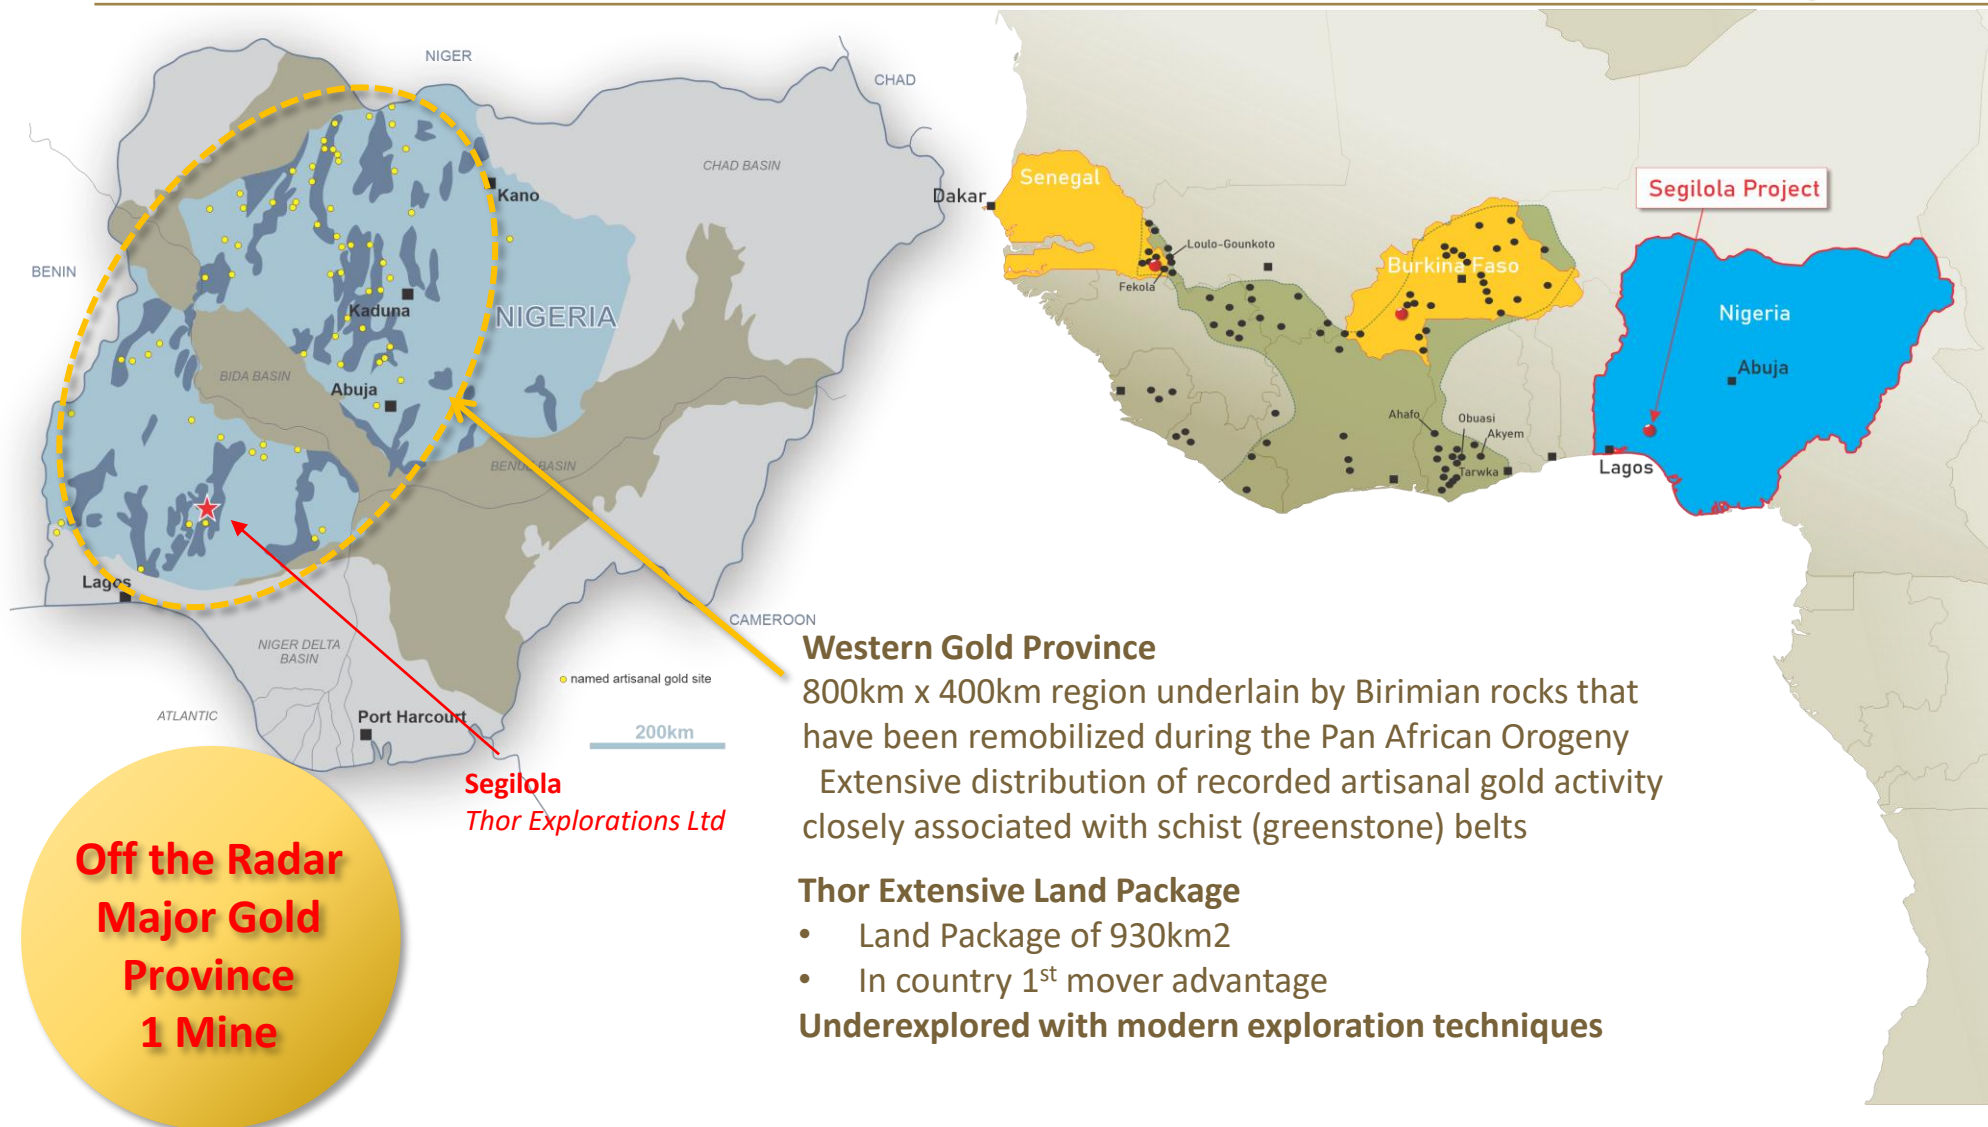 NIGER
CHAD
CHAD BASIN
Kano
BENIN
NIGERIA
Kaduna
BIDA BASIN
Abuja
BENUE BASIN
Lagos
CAMEROON
NIGER DELTA
BASIN
named artisanal gold site
ATLANTIC
Port Harcourt
200km
Segilola
Thor Explorations Ltd
Off the Radar
Major Gold
Province
1 Mine
Senegal
Dakar
Loulo-Gounkoto
Fekola
Burkina Faso
Segilola Project
Nigeria
Abuja
Ahafo
Obuasi
Akyem
Tarwka
Lagos
Western Gold Province
800km x 400km region underlain by Birimian rocks that
have been remobilized during the Pan African Orogeny
Extensive distribution of recorded artisanal gold activity
closely associated with schist (greenstone) belts
Thor Extensive Land Package
• Land Package of 930km2
• In country 1st mover advantage
Underexplored with modern exploration techniques